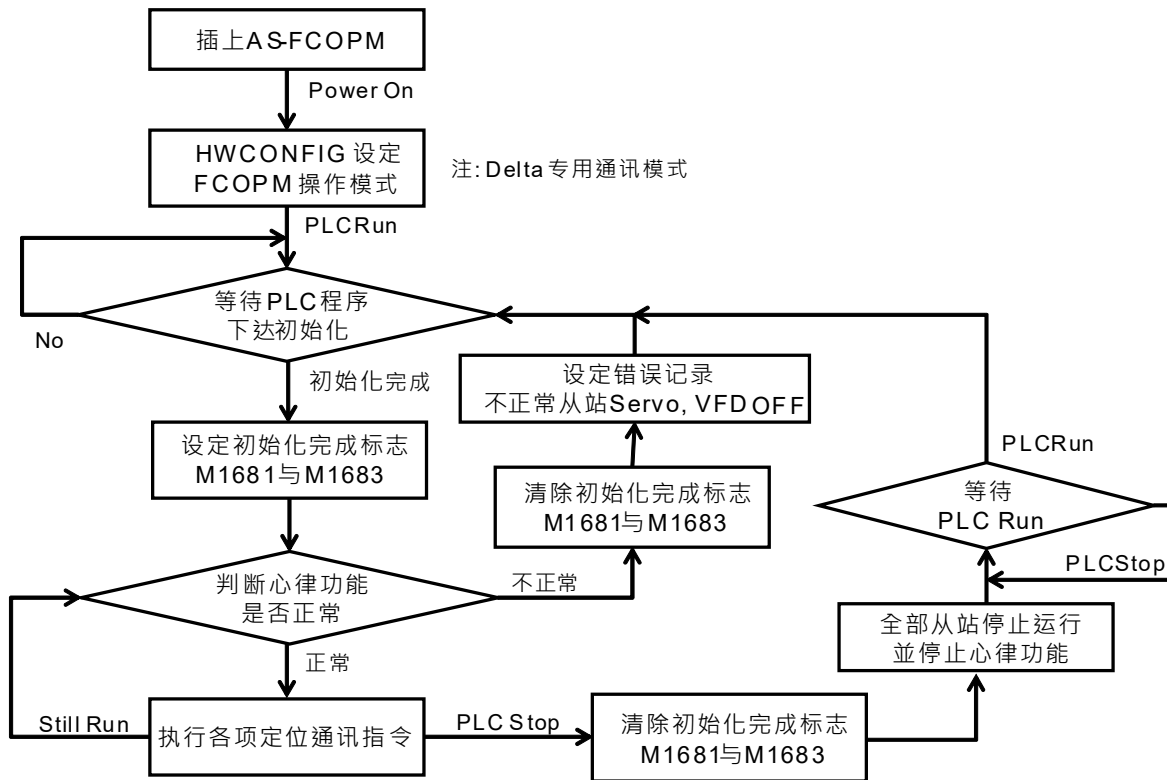 插上AS-FCOPM
Power On
HWCONFIG 设定
FCOPM 操作模式
注: Delta 专用通讯模式
PLCRun
等待PLC程序
下达初始化
No
初始化完成
设定初始化完成标志
M1681与M1683
判断心律功能
是否正常
不正常
正常
Still Run
执行各项定位通讯指令
PLC Stop
清除初始化完成标志
M1681与M1683
设定错误记录
不正常从站Servo, VFD OFF
清除初始化完成标志
M1681与M1683
PLCRun
等待
PLC Run
PLCStop
全部从站停止运行
並停止心律功能